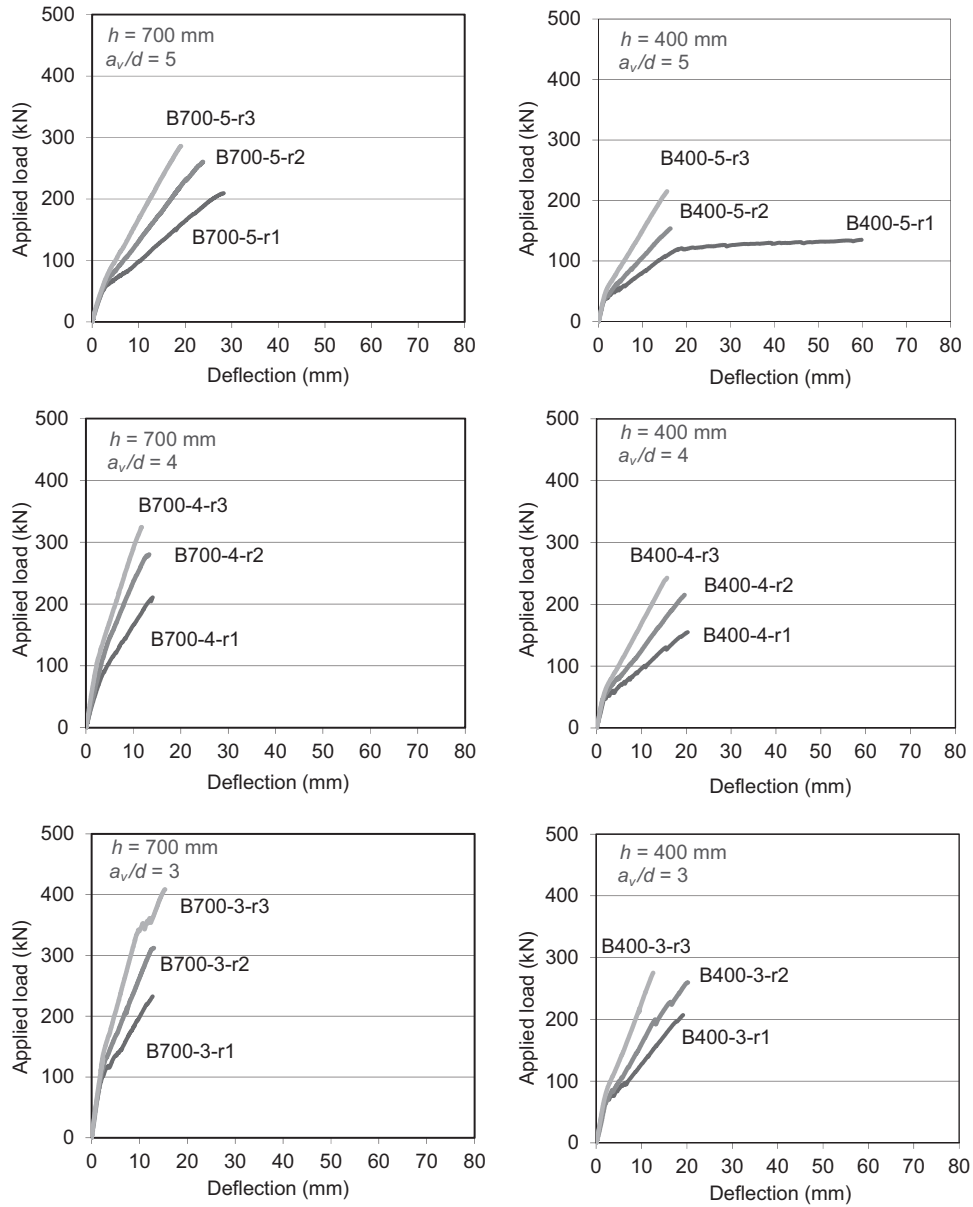 500
400
300
200
100
0
Applied load (kN)
h = 700 mm
av/d = 5
B700-5-r3
B700-5-r2
B700-5-r1
0 10 20 30 40 50 60 70 80
Deflection (mm)
500
400
300
200
100
0
Applied load (kN)
h = 400 mm
av/d = 5
B400-5-r3
B400-5-r2
B400-5-r1
0 10 20 30 40 50 60 70 80
Deflection (mm)
500
400
300
200
100
0
Applied load (kN)
h = 700 mm
av/d = 4
B700-4-r3
B700-4-r2
B700-4-r1
0 10 20 30 40 50 60 70 80
Deflection (mm)
500
400
300
200
100
0
Applied load (kN)
h = 400 mm
av/d = 4
B400-4-r3
B400-4-r2
B400-4-r1
0 10 20 30 40 50 60 70 80
Deflection (mm)
500
400
300
200
100
0
Applied load (kN)
h = 700 mm
av/d = 3
B700-3-r3
B700-3-r2
B700-3-r1
0 10 20 30 40 50 60 70 80
Deflection (mm)
500
400
300
200
100
0
Applied load (kN)
h = 400 mm
av/d = 3
B400-3-r3
B400-3-r2
B400-3-r1
0 10 20 30 40 50 60 70 80
Deflection (mm)